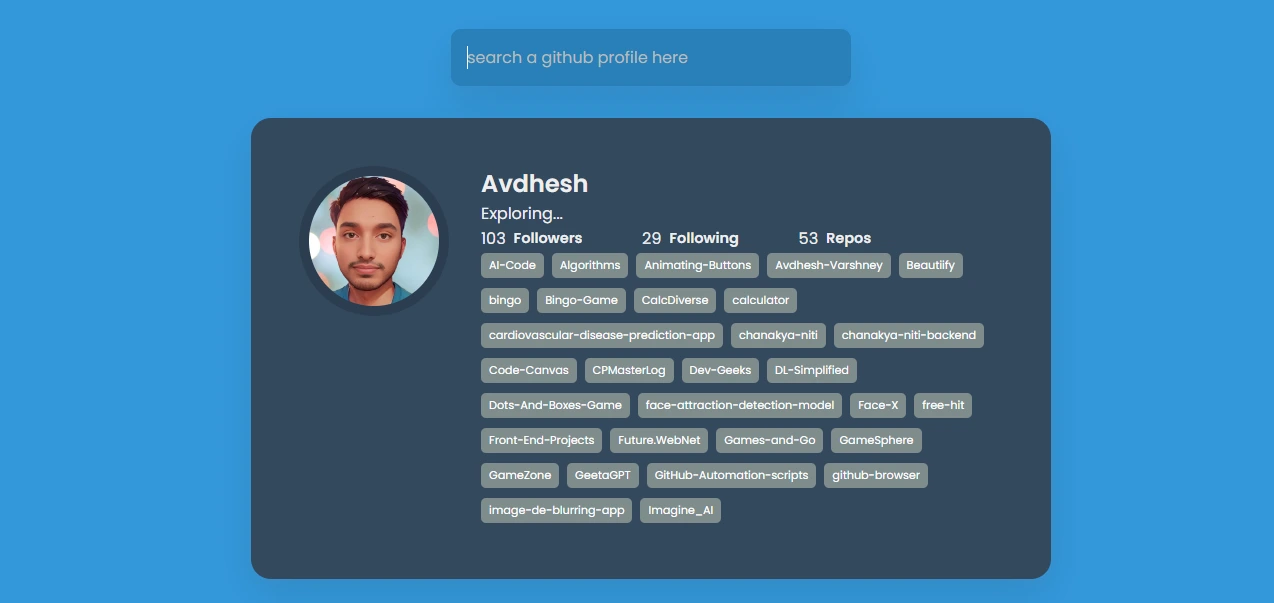 search a github profile here
Avdhesh
Exploring...
103 Followers 29 Following 53 Repos
AI-Code Algorithms Animating-Buttons Avdhesh-Varshney Beautiify
bingo Bingo-Game CalcDiverse calculator
cardiovascular-disease-prediction-app chanakya-niti chanakya-niti-backend
Code-Canvas CPMasterLog Dev-Geeks DL-Simplified
Dots-And-Boxes-Game face-attraction-detection-model Face-X free-hit
Front-End-Projects Future.WebNet Games-and-Go GameSphere
GameZone GeetaGPT GitHub-Automation-scripts github-browser
image-de-blurring-app Imagine_AI